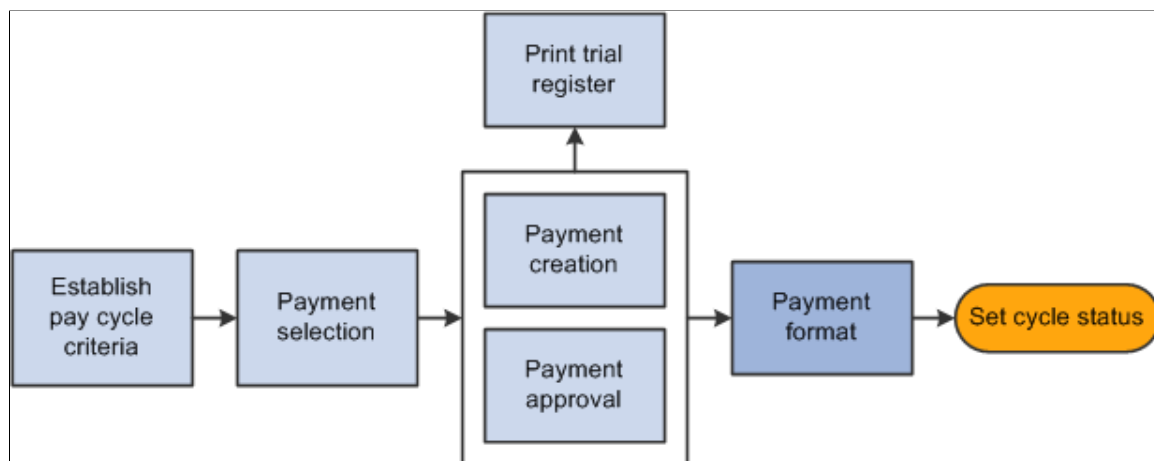 Print trial
register
Establish
pay cycle
criteria
Payment
selection
Payment
creation
Payment
approval
Payment
format
Set cycle status